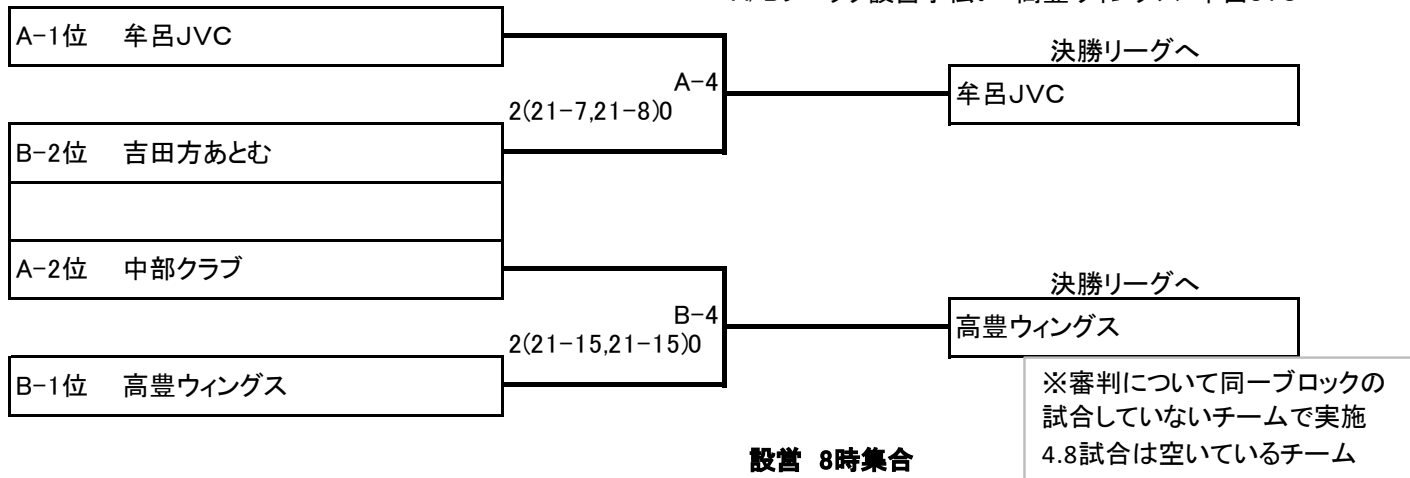 A-1位 牟呂JVC
決勝リーグへ
A-4
牟呂JVC
2(21-7,21-8)0
B-2位 吉田方あとむ
A-2位 中部クラブ
決勝リーグへ
B-4
高豊ウィングス
2(21-15,21-15)0
B-1位 高豊ウィングス
※審判について同一ブロックの
試合していないチームで実施
4.8試合は空いているチーム
設営 8時集合